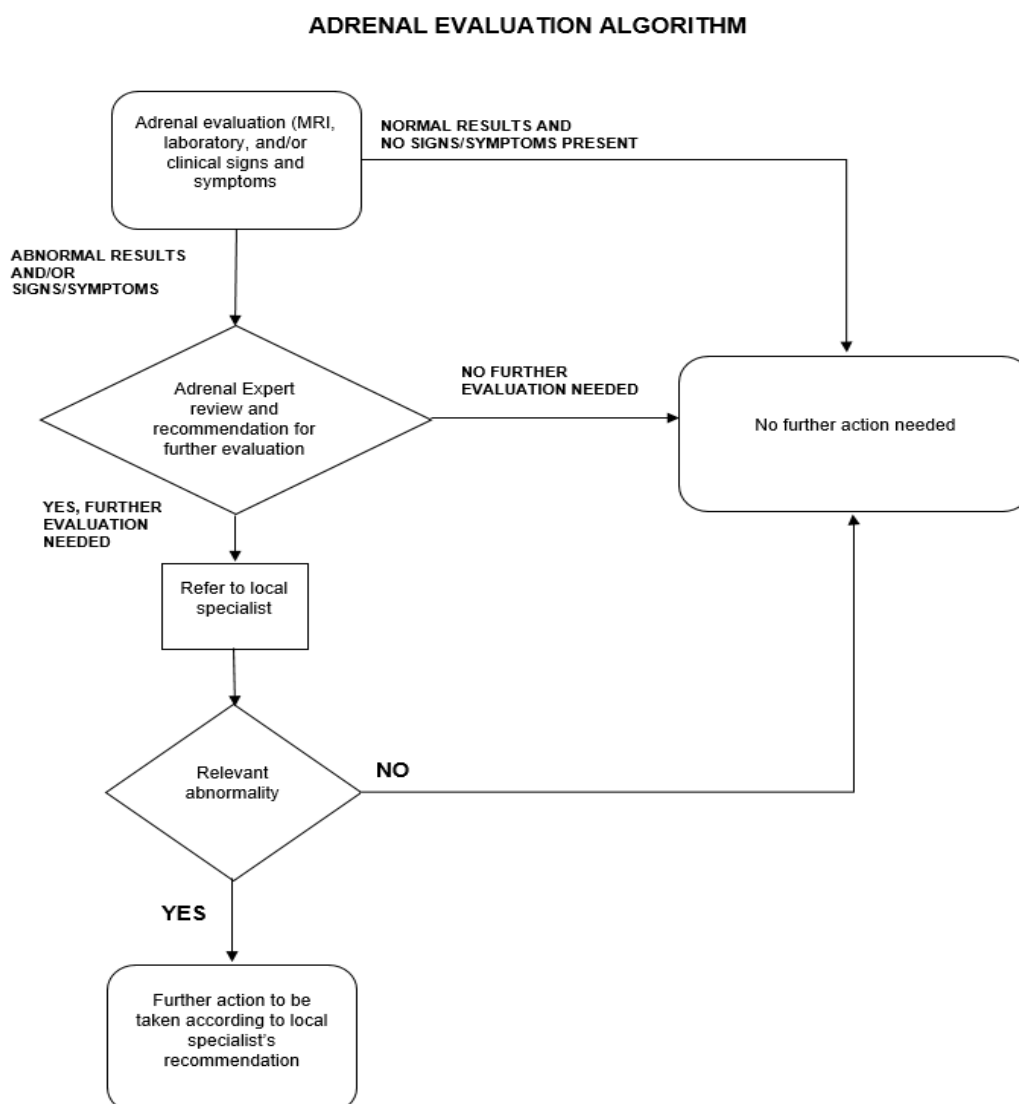 ADRENAL EVALUATION ALGORITHM
Adrenal evaluation (MRI,
laboratory, and/or
clinical signs and
symptoms
NORMAL RESULTS AND
NO SIGNS/SYMPTOMS PRESENT
ABNORMAL RESULTS
AND/OR
SIGNS/SYMPTOMS
Adrenal Expert
review and
recommendation for
further evaluation
NO FURTHER
EVALUATION NEEDED
No further action needed
YES, FURTHER
EVALUATION
NEEDED
Refer to local
specialist
Relevant
abnormality
NO
YES
Further action to be
taken according to local
specialist's
recommendation